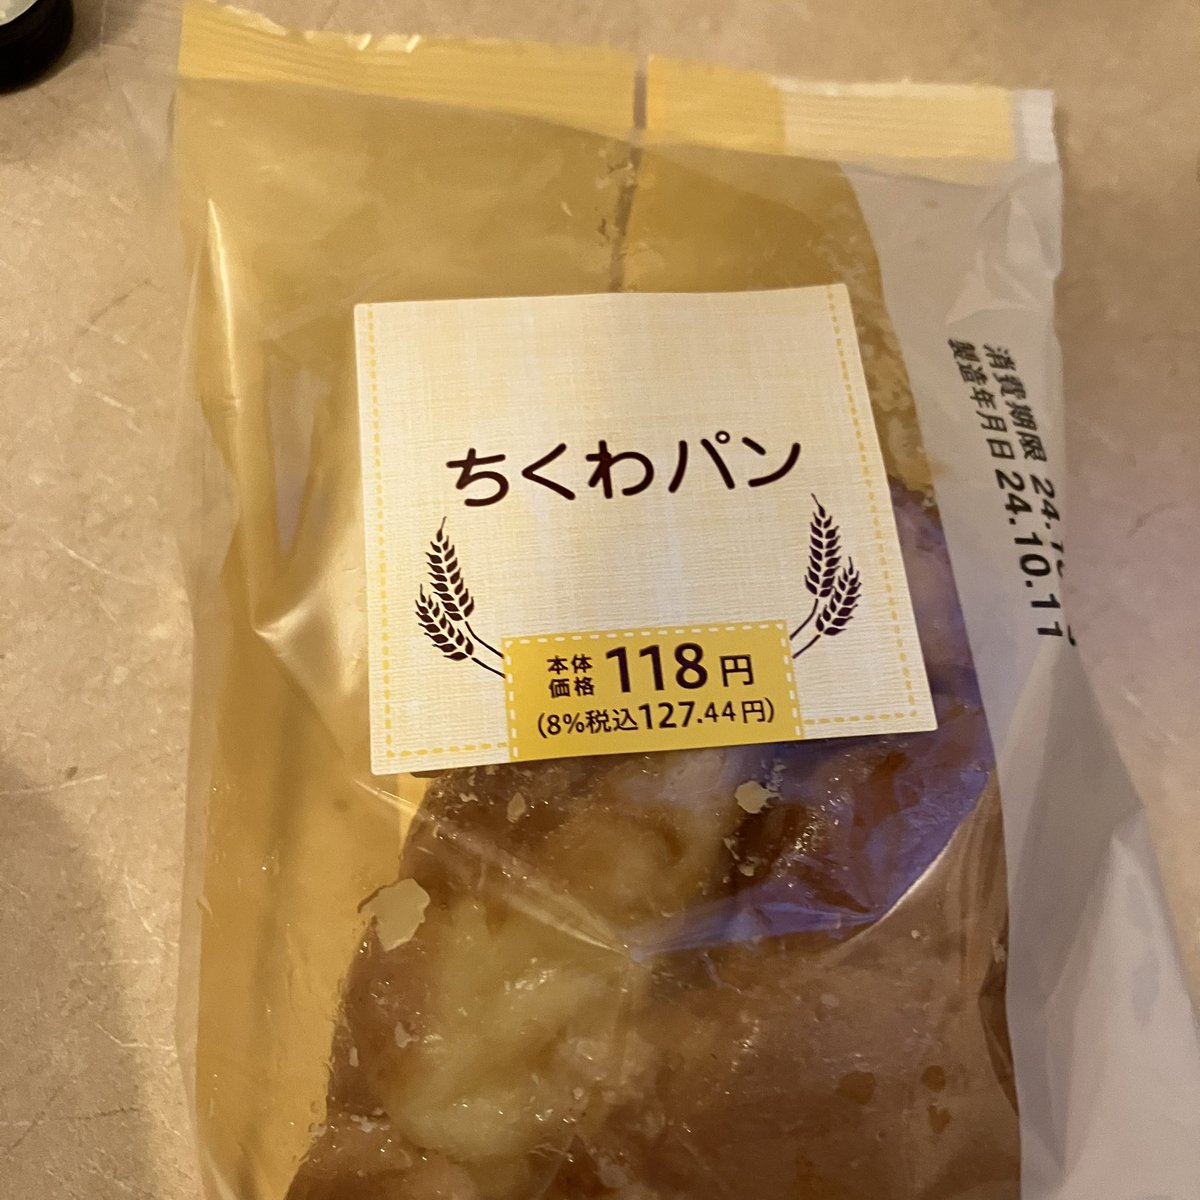 ちくわパン
本体
価格 118円
(8%税込127.44円)
消費期限 24.
製造年月日 24.10.11